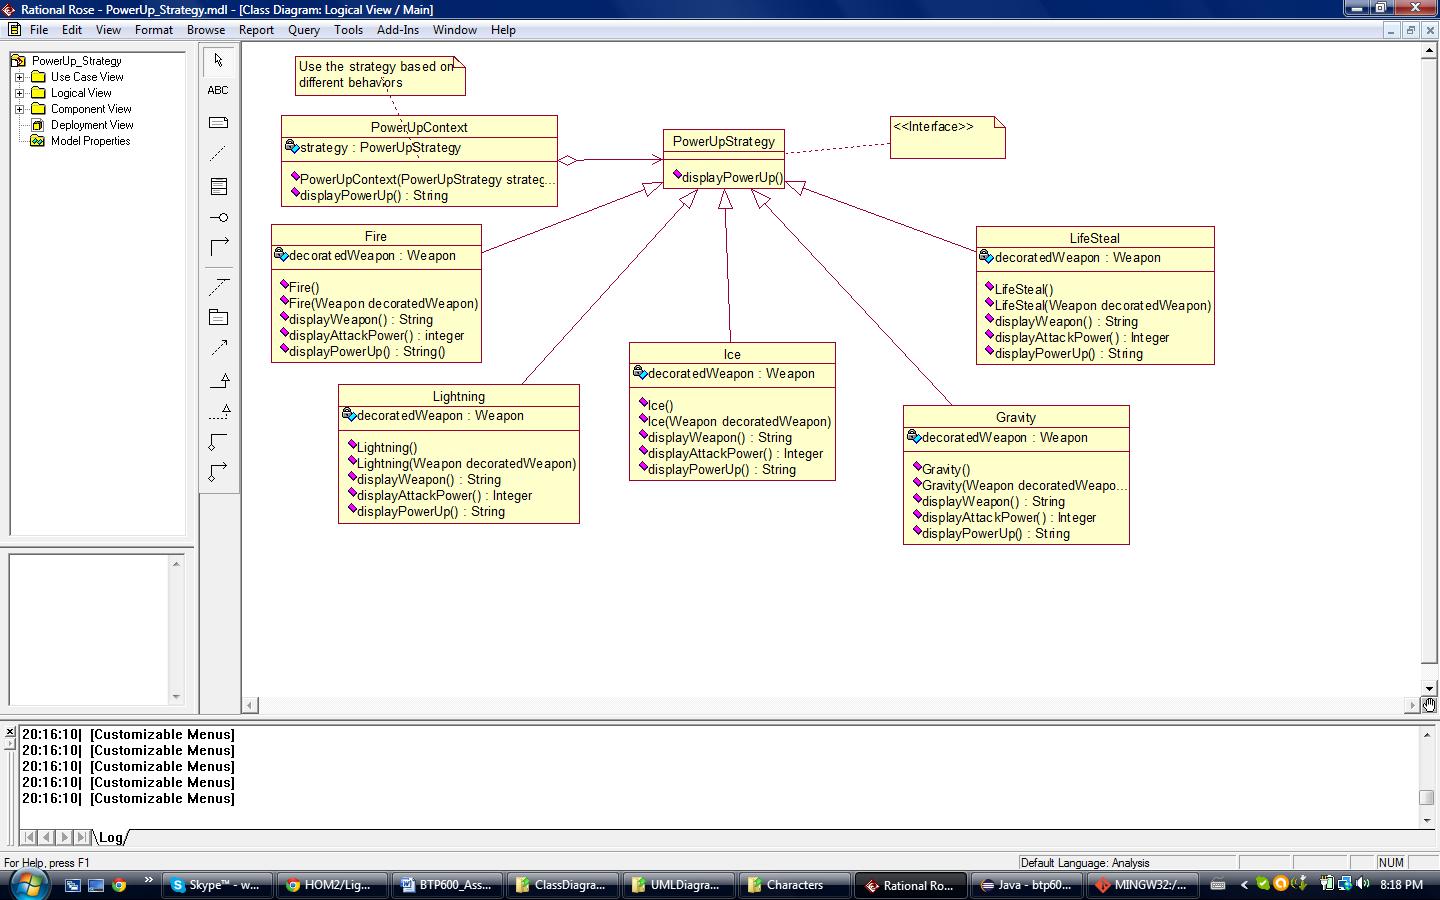 Rational Rose - PowerUp_Strategy.mdl - [Class Diagram: Logical View / Main]
File Edit View Format Browse Report Query Tools Add-Ins Window Help
PowerUp_Strategy
Use Case View
Logical View
Component View
Deployment View
Model Properties
ABC
Use the strategy based on
different behaviors
PowerUpContext
strategy : PowerUpStrategy
PowerUpContext(PowerUpStrategy strateg...
displayPowerUp() : String
PowerUpStrategy
displayPowerUp()
<<Interface>>
Fire
decoratedWeapon : Weapon
Fire()
Fire(Weapon decoratedWeapon)
displayWeapon() : String
displayAttackPower() : integer
displayPowerUp() : String()
LifeSteal
decoratedWeapon : Weapon
LifeSteal()
LifeSteal(Weapon decoratedWeapon)
displayWeapon() : String
displayAttackPower() : Integer
displayPowerUp() : String
Lightning
decoratedWeapon : Weapon
Lightning()
Lightning(Weapon decoratedWeapon)
displayWeapon() : String
displayAttackPower() : Integer
displayPowerUp() : String
Ice
decoratedWeapon : Weapon
Ice()
Ice(Weapon decoratedWeapon)
displayWeapon() : String
displayAttackPower() : Integer
displayPowerUp() : String
Gravity
decoratedWeapon : Weapon
Gravity()
Gravity(Weapon decoratedWeapo...
displayWeapon() : String
displayAttackPower() : Integer
displayPowerUp() : String
20:16:10| [Customizable Menus]
20:16:10| [Customizable Menus]
20:16:10| [Customizable Menus]
20:16:10| [Customizable Menus]
20:16:10| [Customizable Menus]
Log
For Help, press F1
Default Language: Analysis
NUM
Skype™ - w...
HOM2/Lig...
BTP600_Ass...
ClassDiagra...
UMLDiagra...
Characters
Rational Ro...
Java - btp60...
MINGW32:/...
8:18 PM